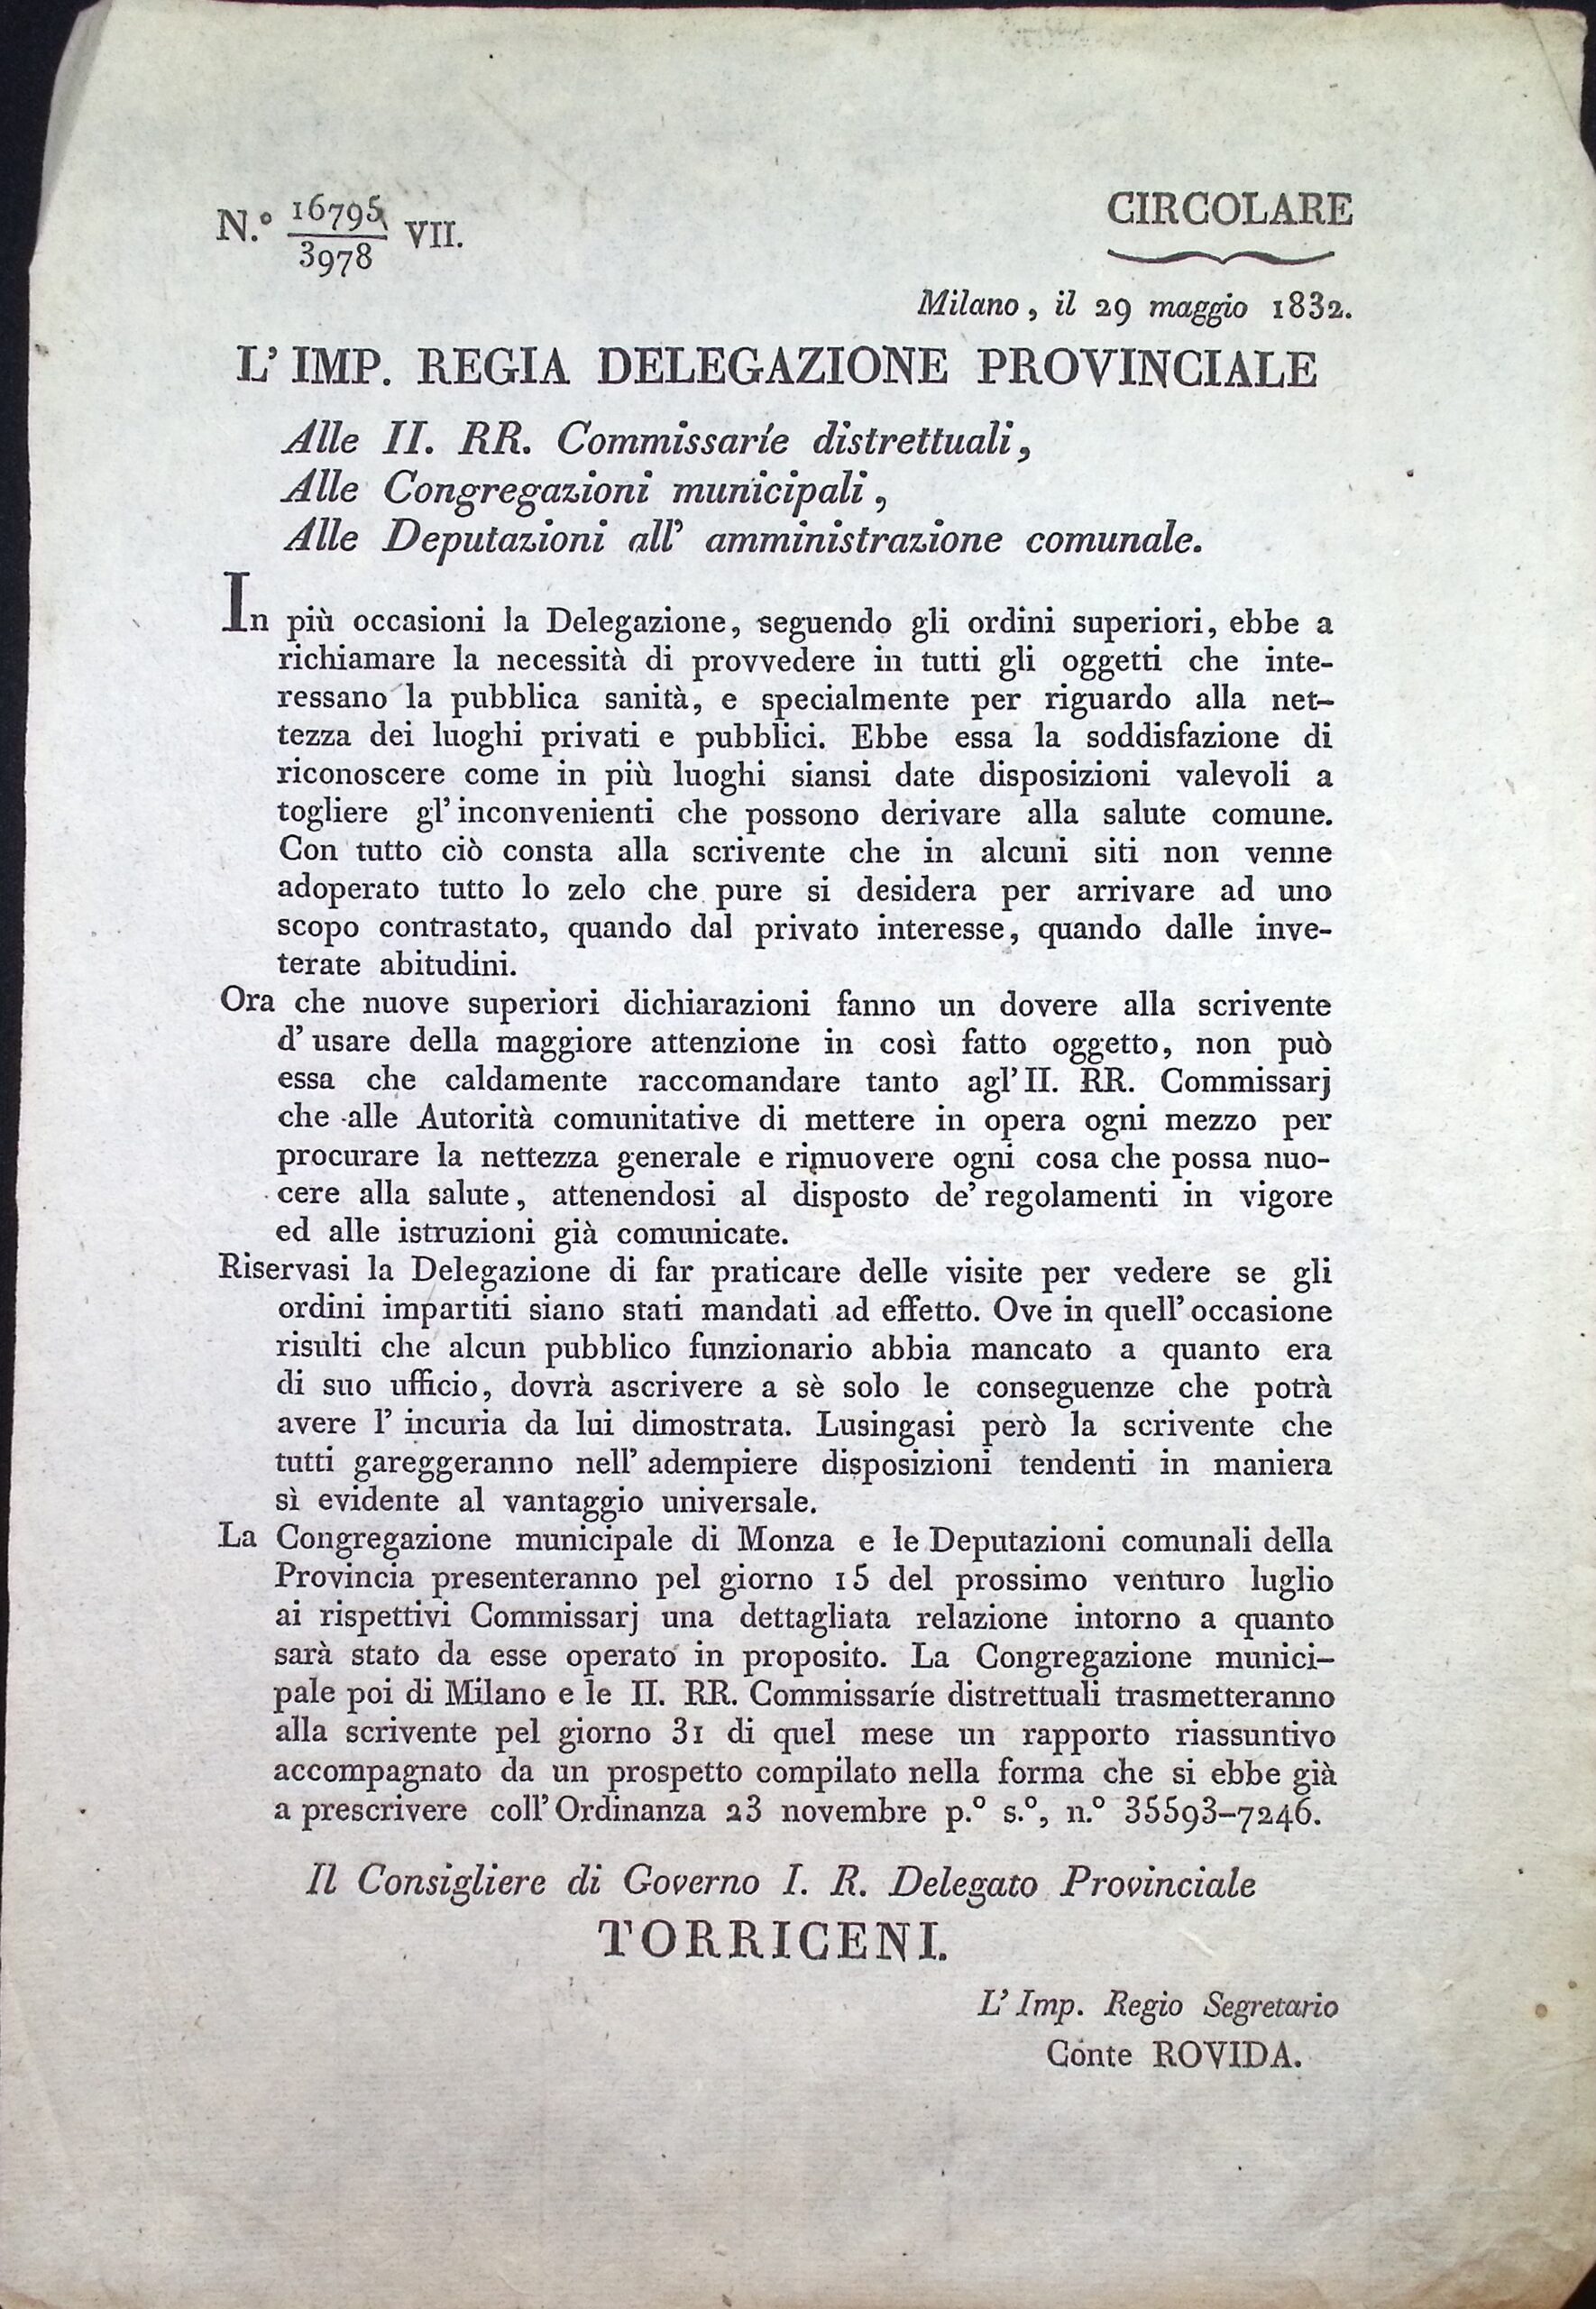 N.° 16795/3978 VII.
CIRCOLARE
Milano, il 29 maggio 1832.
L' IMP. REGIA DELEGAZIONE PROVINCIALE
Alle II. RR. Commissaríe distrettuali,
Alle Congregazioni municipali,
Alle Deputazioni all' amministrazione comunale.
In più occasioni la Delegazione, seguendo gli ordini superiori, ebbe a
richiamare la necessità di provvedere in tutti gli oggetti che inte-
ressano la pubblica sanità, e specialmente per riguardo alla net-
tezza dei luoghi privati e pubblici. Ebbe essa la soddisfazione di
riconoscere come in più luoghi siansi date disposizioni valevoli a
togliere gl' inconvenienti che possono derivare alla salute comune.
Con tutto ciò consta alla scrivente che in alcuni siti non venne
adoperato tutto lo zelo che pure si desidera per arrivare ad uno
scopo contrastato, quando dal privato interesse, quando dalle inve-
terate abitudini.
Ora che nuove superiori dichiarazioni fanno un dovere alla scrivente
d' usare della maggiore attenzione in così fatto oggetto, non può
essa che caldamente raccomandare tanto agl' II. RR. Commissarj
che alle Autorità comunitative di mettere in opera ogni mezzo per
procurare la nettezza generale e rimuovere ogni cosa che possa nuo-
cere alla salute, attenendosi al disposto de' regolamenti in vigore
ed alle istruzioni già comunicate.
Riservasi la Delegazione di far praticare delle visite per vedere se gli
ordini impartiti siano stati mandati ad effetto. Ove in quell' occasione
risulti che alcun pubblico funzionario abbia mancato a quanto era
di suo ufficio, dovrà ascrivere a sè solo le conseguenze che potrà
avere l' incuria da lui dimostrata. Lusingasi però la scrivente che
tutti gareggeranno nell' adempiere disposizioni tendenti in maniera
sì evidente al vantaggio universale.
La Congregazione municipale di Monza e le Deputazioni comunali della
Provincia presenteranno pel giorno 15 del prossimo venturo luglio
ai rispettivi Commissarj una dettagliata relazione intorno a quanto
sarà stato da esse operato in proposito. La Congregazione munici-
pale poi di Milano e le II. RR. Commissaríe distrettuali trasmetteranno
alla scrivente pel giorno 31 di quel mese un rapporto riassuntivo
accompagnato da un prospetto compilato nella forma che si ebbe già
a prescrivere coll' Ordinanza 23 novembre p.° s.°, n.° 35593-7246.
Il Consigliere di Governo I. R. Delegato Provinciale
TORRICENI.
L' Imp. Regio Segretario
Conte ROVIDA.